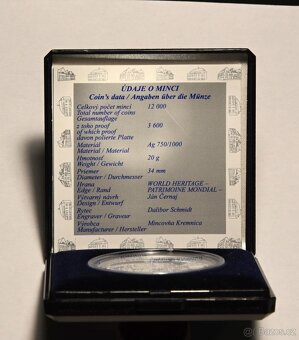 ÚDAJE O MINCI
Coin's data / Angaben über die Münze
Celkový počet mincí 12 000
Total number of coins
Gesamtauflage
z toho proof 3 600
of which proof
davon polierte Platte
Materiál Ag 750/1000
Material / Material
Hmotnosť 20 g
Weight / Gewicht
Priemer 34 mm
Diameter / Durchmesser
Hrana WORLD HERITAGE –
Edge / Rand PATRIMOINE MONDIAL –
Výtvarný návrh Ján Černaj
Design / Entwurf
Rytec Dalibor Schmidt
Engraver / Graveur
Výrobca Mincovka Kremnica
Manufacturer / Hersteller